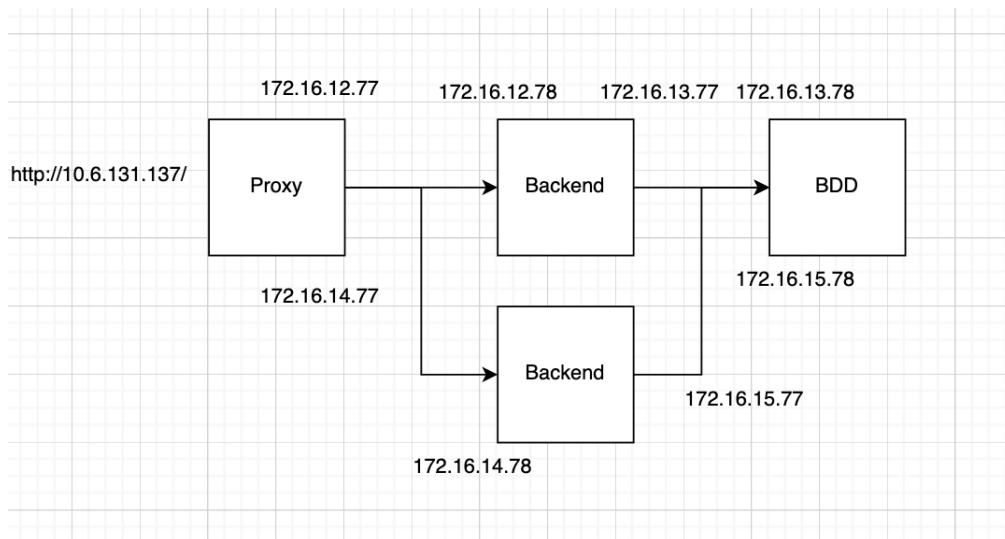 172.16.12.77
172.16.12.78
172.16.13.77
172.16.13.78
http://10.6.131.137/
Proxy
Backend
BDD
172.16.14.77
172.16.15.78
Backend
172.16.15.77
172.16.14.78